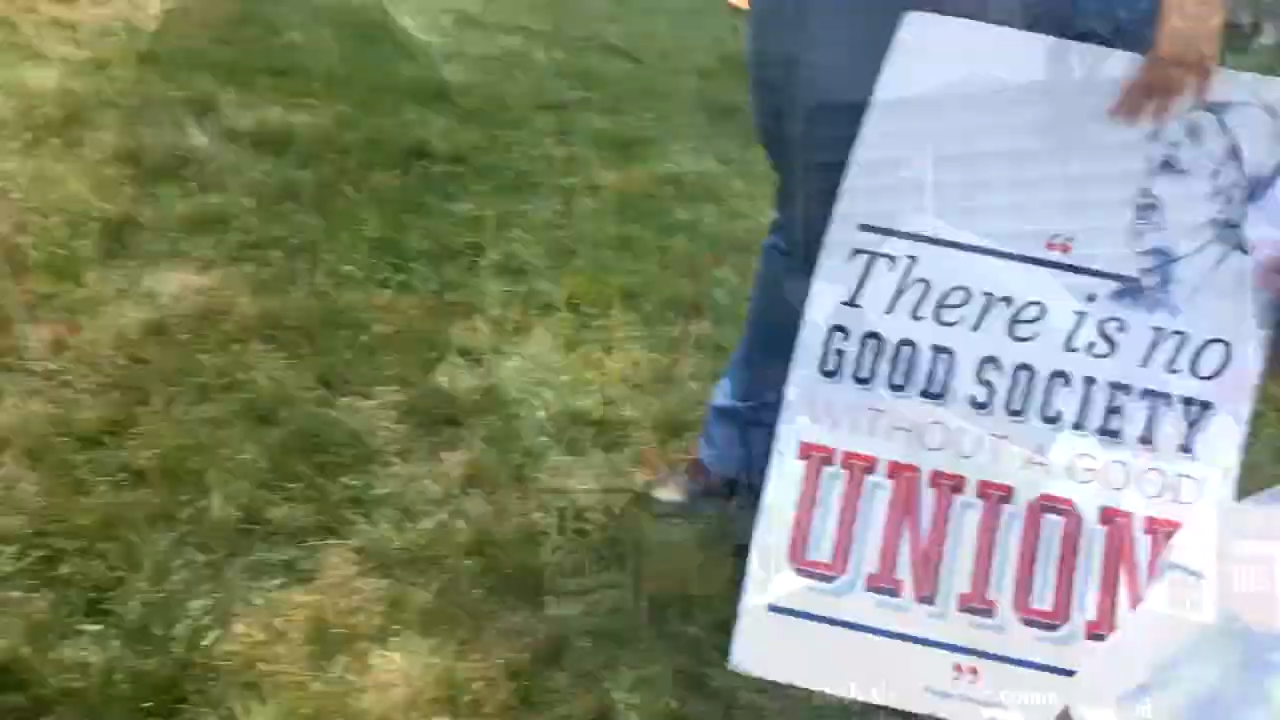 “
There is no
GOOD SOCIETY
WITHOUT A GOOD
UNION
”